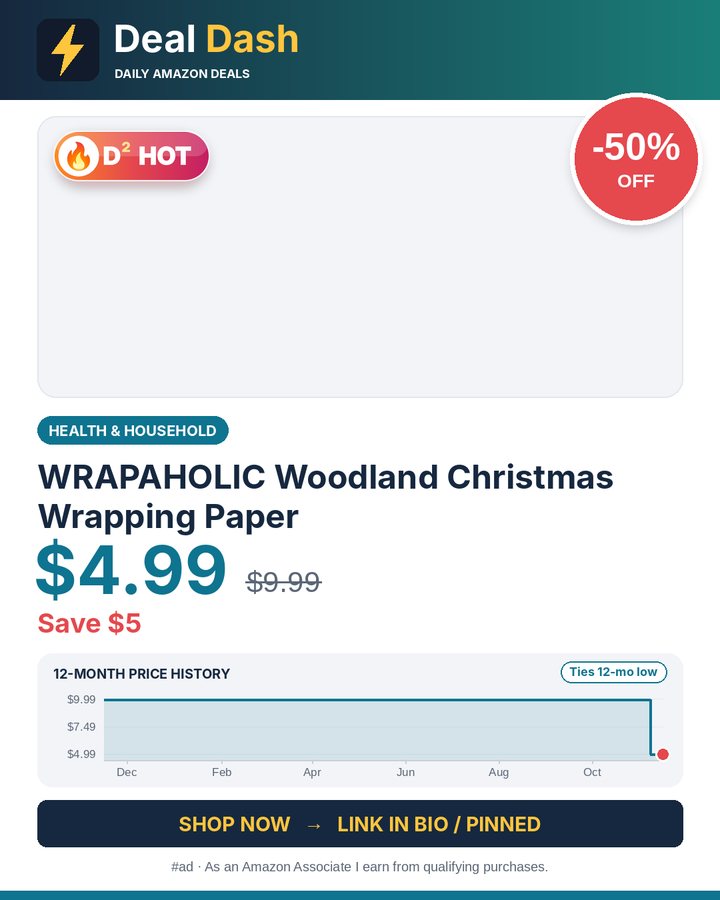 Deal Dash
DAILY AMAZON DEALS
-50%
OFF
D² HOT
HEALTH & HOUSEHOLD
WRAPAHOLIC Woodland Christmas
Wrapping Paper
$4.99 $9.99
Save $5
12-MONTH PRICE HISTORY
Ties 12-mo low
$9.99
$7.49
$4.99
Dec Feb Apr Jun Aug Oct
SHOP NOW → LINK IN BIO / PINNED
#ad · As an Amazon Associate I earn from qualifying purchases.